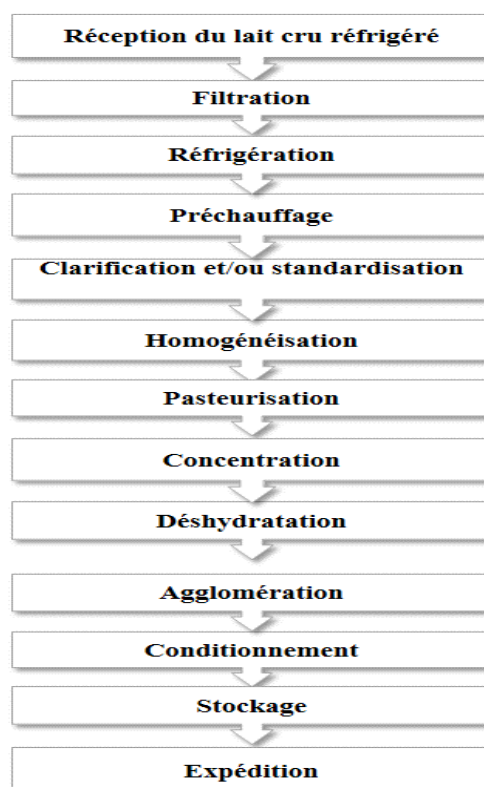 Réception du lait cru réfrigéré
Filtration
Réfrigération
Préchauffage
Clarification et/ou standardisation
Homogénéisation
Pasteurisation
Concentration
Déshydratation
Agglomération
Conditionnement
Stockage
Expédition